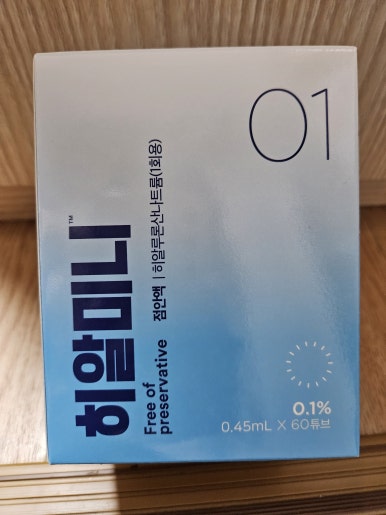 01
히알미니™
Free of
preservative
점안액 | 히알루론산나트륨(1회용)
0.1%
0.45mL X 60튜브